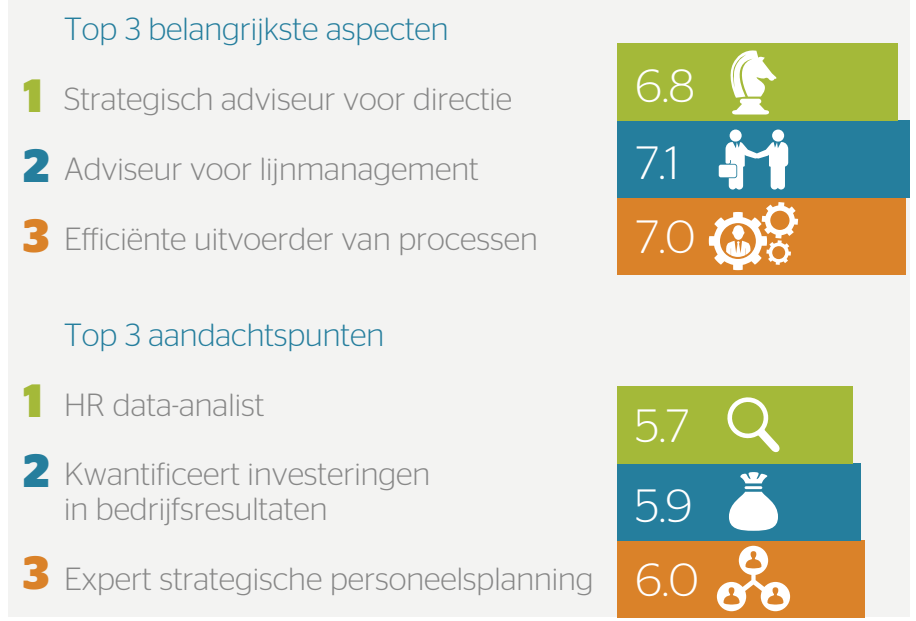 Top 3 belangrijkste aspecten
1 Strategisch adviseur voor directie 6.8
2 Adviseur voor lijnmanagement 7.1
3 Efficiënte uitvoerder van processen 7.0
Top 3 aandachtspunten
1 HR data-analist 5.7
2 Kwantificeert investeringen
in bedrijfsresultaten 5.9
3 Expert strategische personeelsplanning 6.0